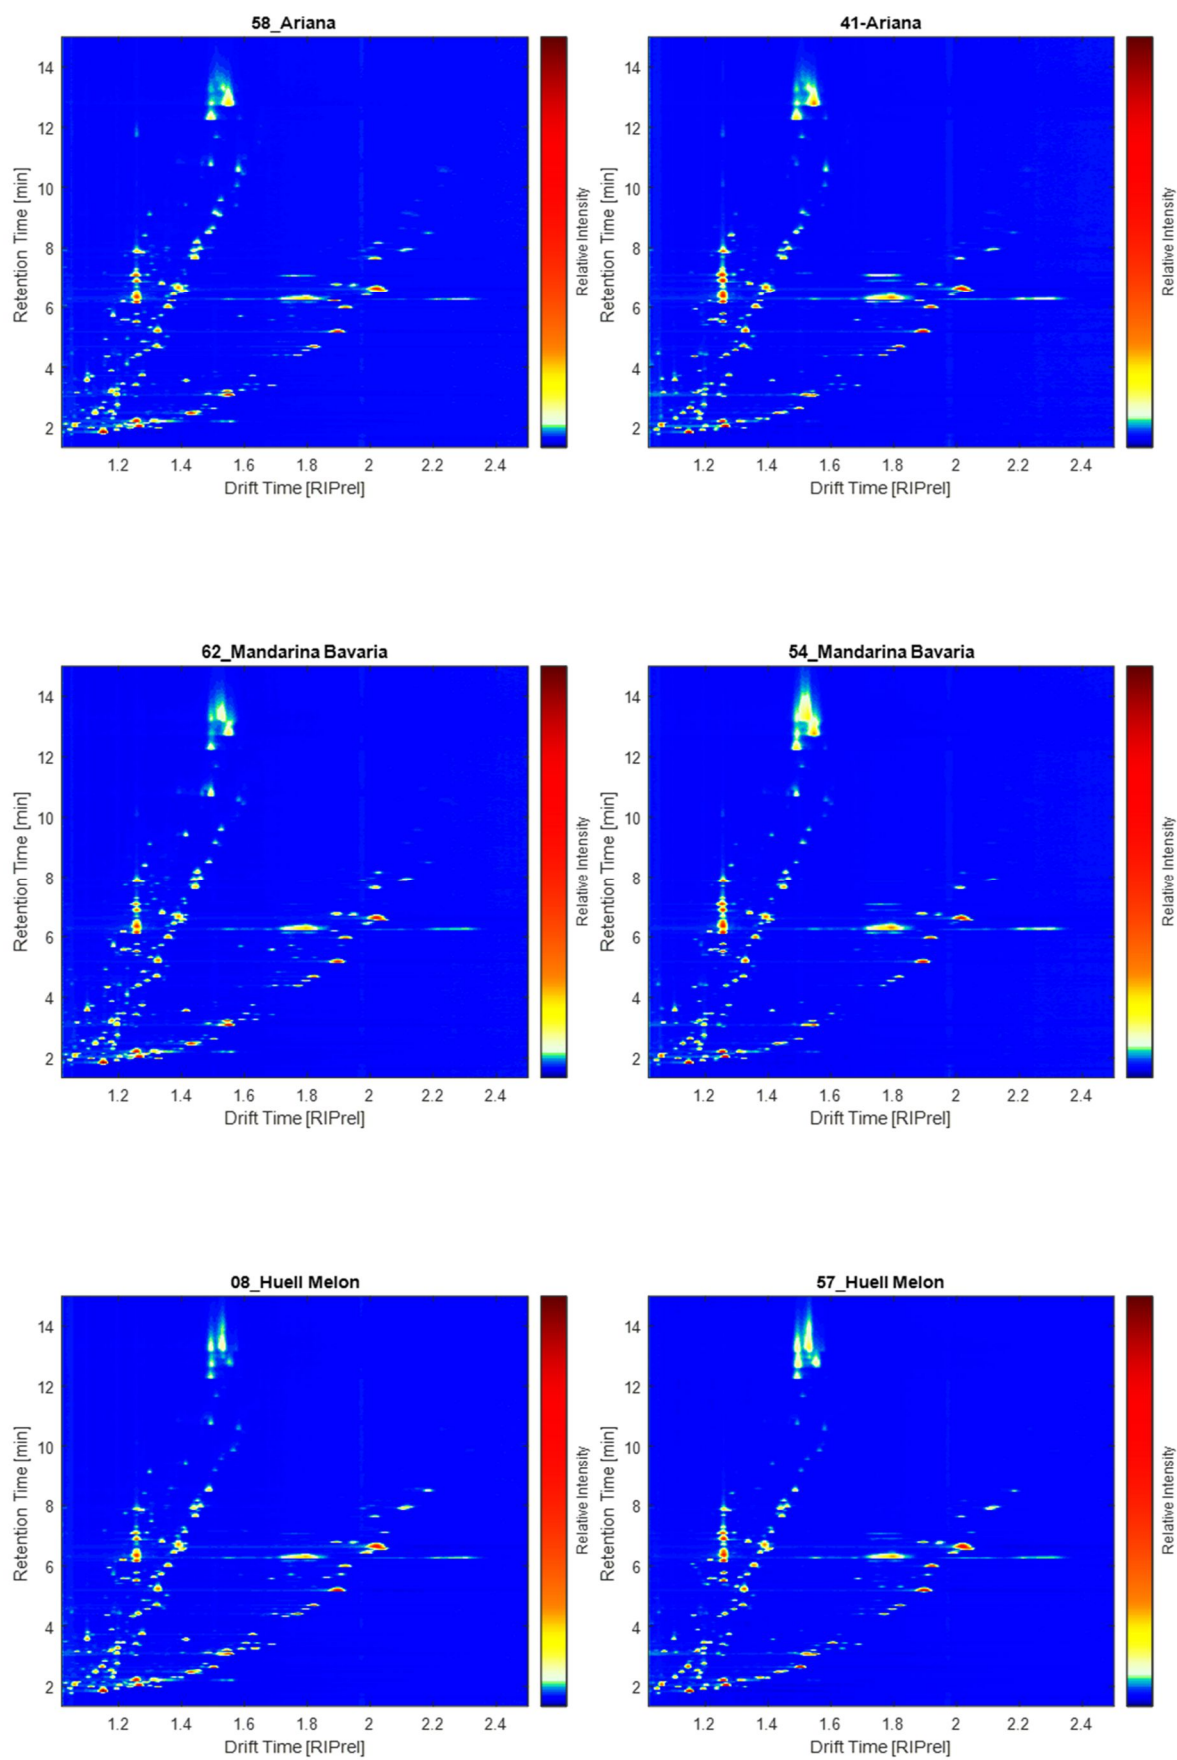 58_Ariana
41-Ariana
14
12
10
8
6
4
2
Retention Time [min]
1.2 1.4 1.6 1.8 2 2.2 2.4
Drift Time [RIPrel]
Relative Intensity
14
12
10
8
6
4
2
Retention Time [min]
1.2 1.4 1.6 1.8 2 2.2 2.4
Drift Time [RIPrel]
Relative Intensity
62_Mandarina Bavaria
54_Mandarina Bavaria
14
12
10
8
6
4
2
Retention Time [min]
1.2 1.4 1.6 1.8 2 2.2 2.4
Drift Time [RIPrel]
Relative Intensity
14
12
10
8
6
4
2
Retention Time [min]
1.2 1.4 1.6 1.8 2 2.2 2.4
Drift Time [RIPrel]
Relative Intensity
08_Huell Melon
57_Huell Melon
14
12
10
8
6
4
2
Retention Time [min]
1.2 1.4 1.6 1.8 2 2.2 2.4
Drift Time [RIPrel]
Relative Intensity
14
12
10
8
6
4
2
Retention Time [min]
1.2 1.4 1.6 1.8 2 2.2 2.4
Drift Time [RIPrel]
Relative Intensity